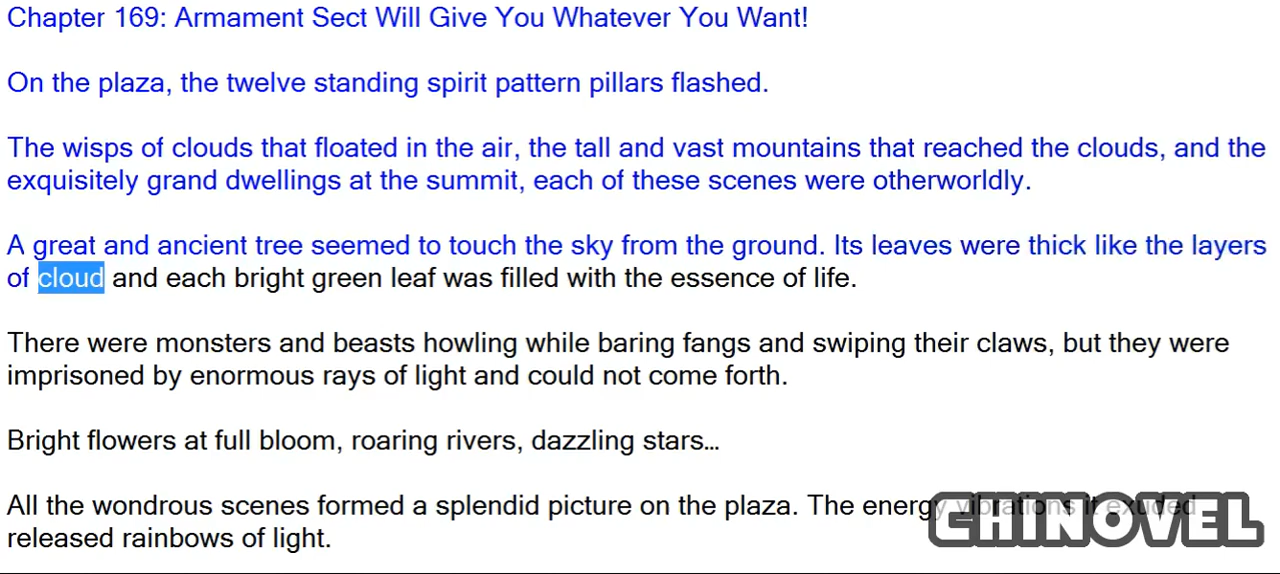 Chapter 169: Armament Sect Will Give You Whatever You Want!
On the plaza, the twelve standing spirit pattern pillars flashed.
The wisps of clouds that floated in the air, the tall and vast mountains that reached the clouds, and the
exquisitely grand dwellings at the summit, each of these scenes were otherworldly.
A great and ancient tree seemed to touch the sky from the ground. Its leaves were thick like the layers
of cloud and each bright green leaf was filled with the essence of life.
There were monsters and beasts howling while baring fangs and swiping their claws, but they were
imprisoned by enormous rays of light and could not come forth.
Bright flowers at full bloom, roaring rivers, dazzling stars…
All the wondrous scenes formed a splendid picture on the plaza. The energy vibrations it exuded
released rainbows of light.
CHINOVEL